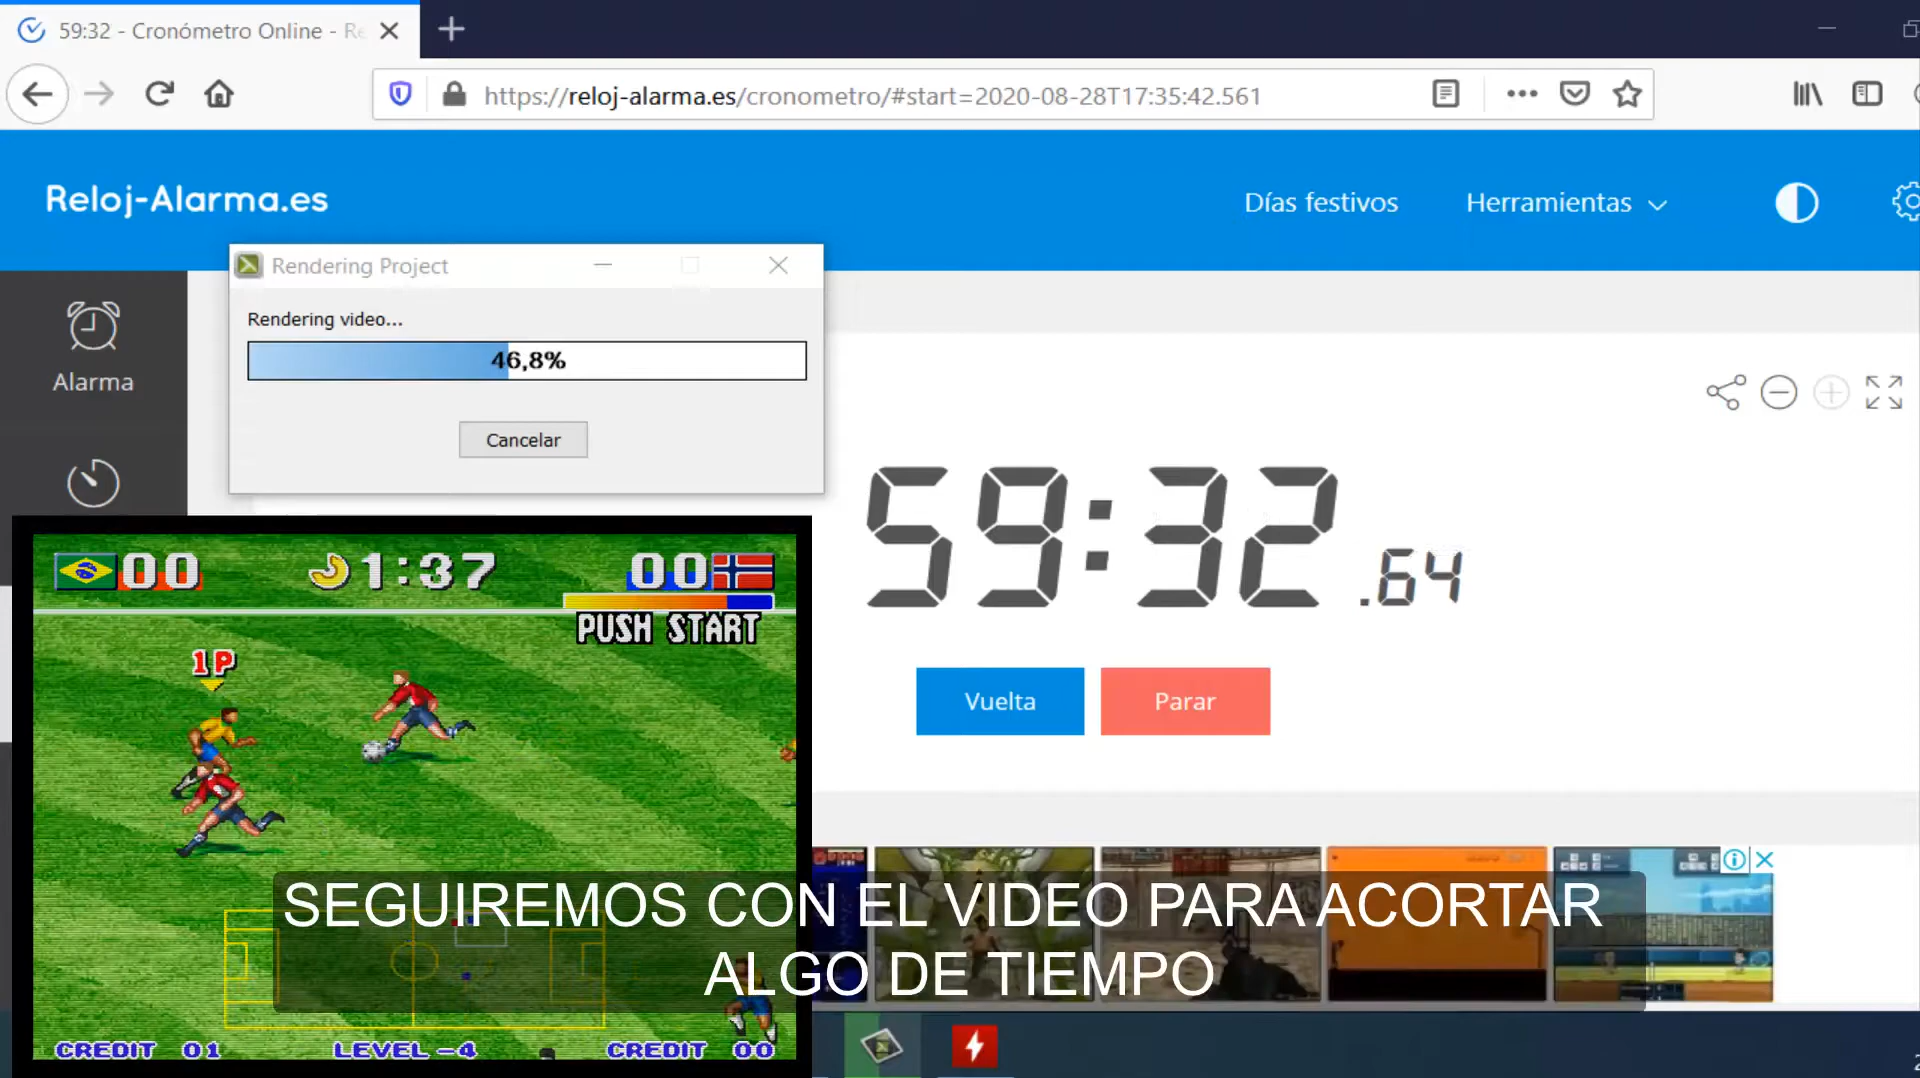 59:32 - Cronómetro Online - Re
https://reloj-alarma.es/cronometro/#start=2020-08-28T17:35:42.561
Reloj-Alarma.es
Días festivos
Herramientas
Rendering Project
Rendering video...
46,8%
Cancelar
Alarma
59:32.64
Vuelta
Parar
00
1:37
00
PUSH START
1P
SEGUIREMOS CON EL VIDEO PARA ACORTAR
ALGO DE TIEMPO
CREDIT 01
LEVEL-4
CREDIT 00